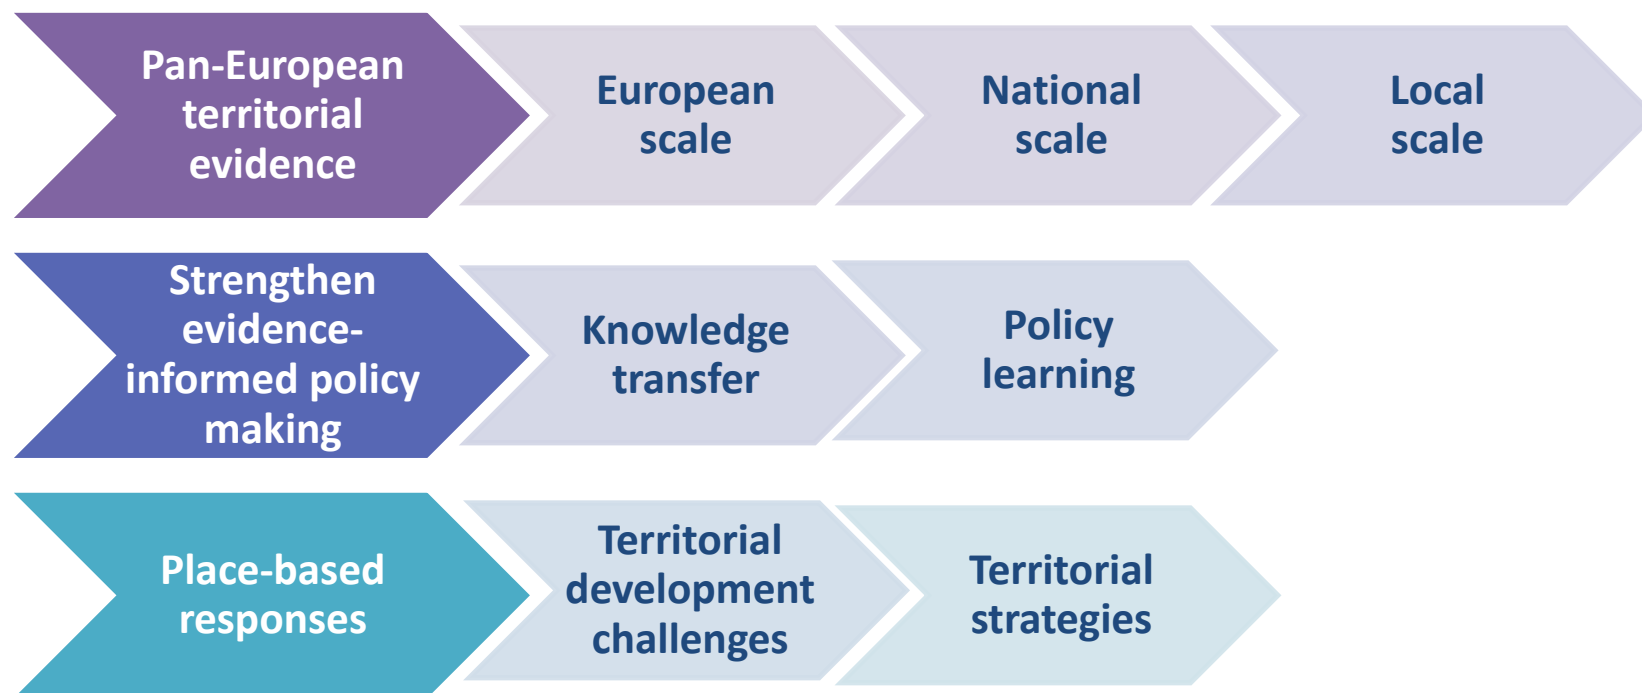 Pan-European
territorial
evidence
European
scale
National
scale
Local
scale
Strengthen
evidence-
informed policy
making
Knowledge
transfer
Policy
learning
Place-based
responses
Territorial
development
challenges
Territorial
strategies